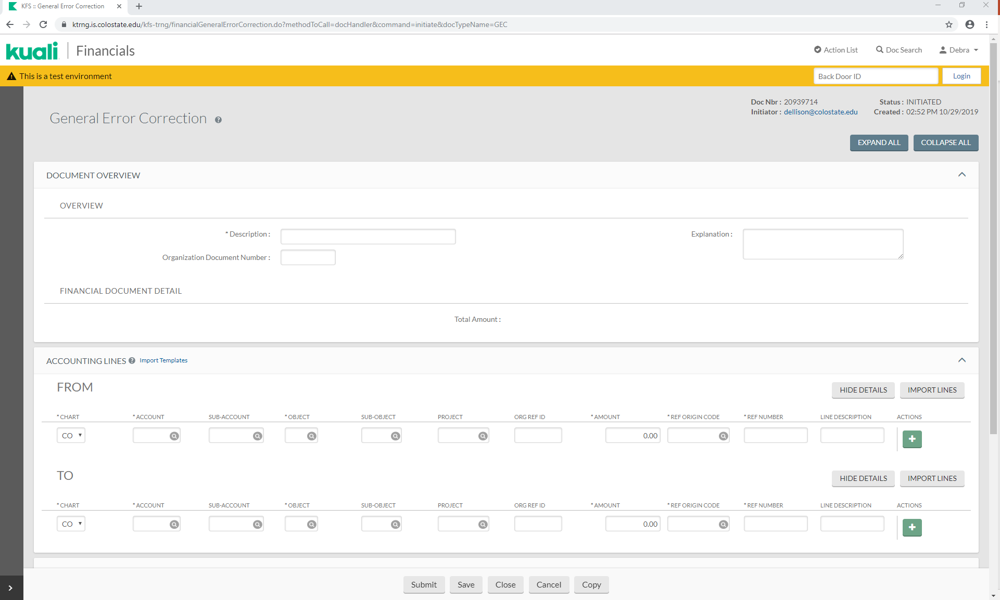 KFS :: General Error Correction
ktrng.is.colostate.edu/kfs-trng/financialGeneralErrorCorrection.do?methodToCall=docHandler&command=initiate&docTypeName=GEC
kuali Financials
Action List Doc Search Debra
This is a test environment
Back Door ID Login
Doc Nbr : 20939714 Status : INITIATED
Initiator : dellison@colostate.edu Created : 02:52 PM 10/29/2019
General Error Correction
EXPAND ALL COLLAPSE ALL
DOCUMENT OVERVIEW
OVERVIEW
* Description : Explanation :
Organization Document Number :
FINANCIAL DOCUMENT DETAIL
Total Amount :
ACCOUNTING LINES Import Templates
FROM
HIDE DETAILS IMPORT LINES
* CHART * ACCOUNT SUB-ACCOUNT * OBJECT SUB-OBJECT PROJECT ORG REF ID * AMOUNT * REF ORIGIN CODE * REF NUMBER LINE DESCRIPTION ACTIONS
CO 0.00
TO
HIDE DETAILS IMPORT LINES
* CHART * ACCOUNT SUB-ACCOUNT * OBJECT SUB-OBJECT PROJECT ORG REF ID * AMOUNT * REF ORIGIN CODE * REF NUMBER LINE DESCRIPTION ACTIONS
CO 0.00
Submit Save Close Cancel Copy